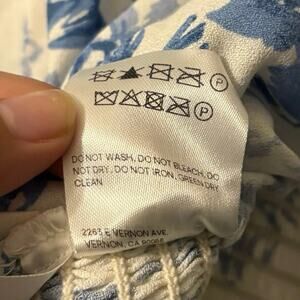 P
P
DO NOT WASH, DO NOT BLEACH, DO
NOT DRY, DO NOT IRON, GREEN DRY
CLEAN
2263 E VERNON AVE.
VERNON, CA 90058